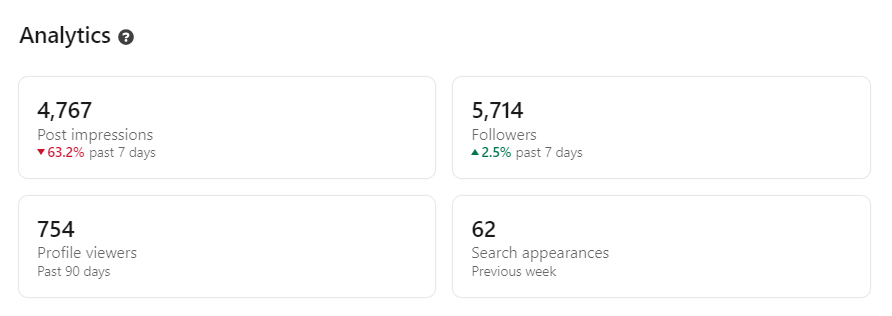 Analytics ?
4,767
Post impressions
▼63.2% past 7 days
5,714
Followers
▲2.5% past 7 days
754
Profile viewers
Past 90 days
62
Search appearances
Previous week